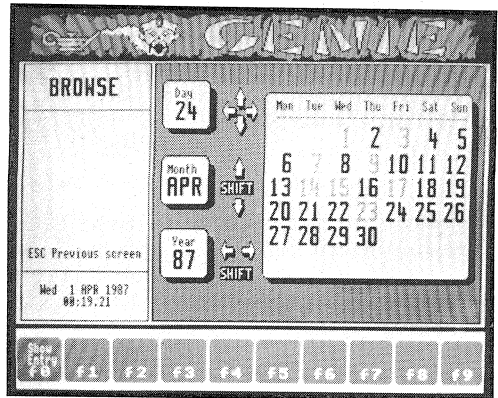 GENIE
BROWSE
Day
24
Month
APR
SHIFT
Year
87
SHIFT
Mon Tue Wed Thu Fri Sat Sun
1 2 3 4 5
6 7 8 9 10 11 12
13 14 15 16 17 18 19
20 21 22 23 24 25 26
27 28 29 30
ESC Previous screen
Wed 1 APR 1987
00:19.21
Show
Entry
f0 f1 f2 f3 f4 f5 f6 f7 f8 f9